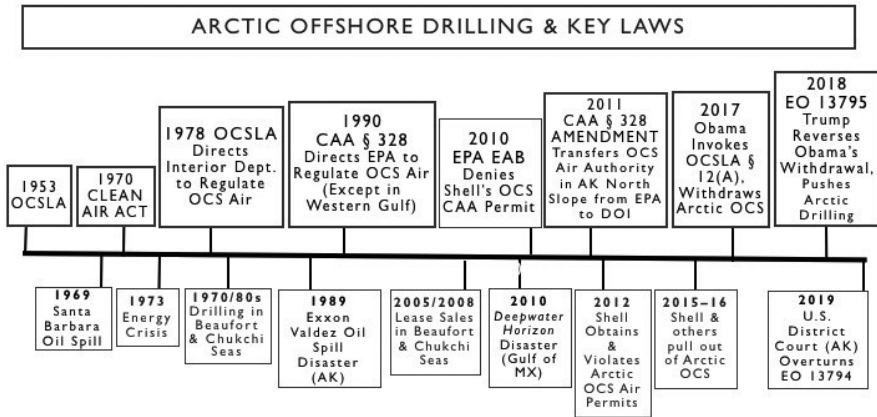 ARCTIC OFFSHORE DRILLING & KEY LAWS
1953
OCSLA
1970
CLEAN
AIR ACT
1978 OCSLA
Directs
Interior Dept.
to Regulate
OCS Air
1990
CAA § 328
Directs EPA to
Regulate OCS Air
(Except in
Western Gulf)
2010
EPA EAB
Denies
Shell's OCS
CAA Permit
2011
CAA § 328
AMENDMENT
Transfers OCS
Air Authority
in AK North
Slope from EPA
to DOI
2017
Obama
Invokes
OCSLA §
12(A),
Withdraws
Arctic OCS
2018
EO 13795
Trump
Reverses
Obama's
Withdrawal,
Pushes
Arctic
Drilling
1969
Santa
Barbara
Oil Spill
1973
Energy
Crisis
1970/80s
Drilling in
Beaufort
& Chukchi
Seas
1989
Exxon
Valdez Oil
Spill
Disaster
(AK)
2005/2008
Lease Sales
in Beaufort
& Chukchi
Seas
2010
Deepwater
Horizon
Disaster
(Gulf of
MX)
2012
Shell
Obtains &
Violates
Arctic
OCS Air
Permits
2015–16
Shell &
others
pull out
of Arctic
OCS
2019
U.S.
District
Court (AK)
Overturns
EO 13794